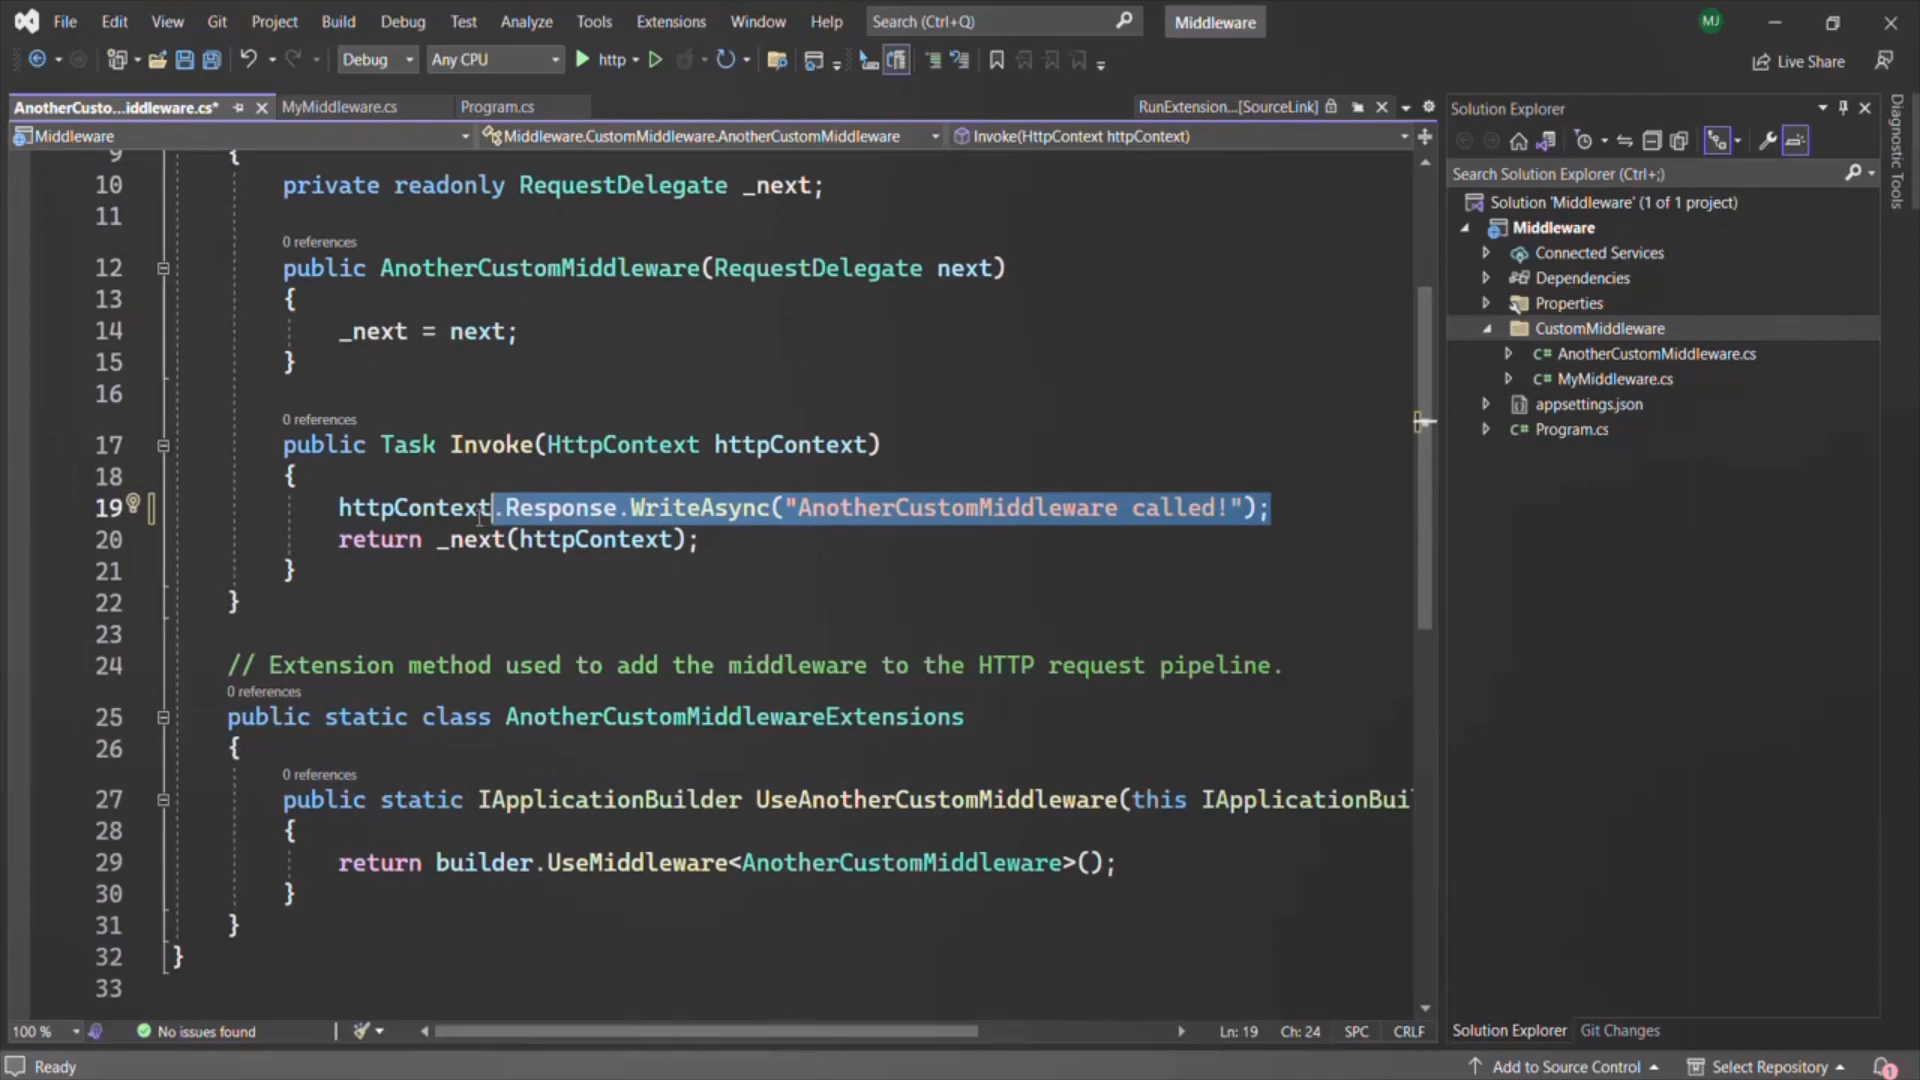 File Edit View Git Project Build Debug Test Analyze Tools Extensions Window Help Search (Ctrl+Q) Middleware MJ
Debug Any CPU http Live Share
AnotherCusto...iddleware.cs* MyMiddleware.cs Program.cs RunExtension...[SourceLink]
Middleware Middleware.CustomMiddleware.AnotherCustomMiddleware Invoke(HttpContext httpContext)
9 {
10 private readonly RequestDelegate _next;
11
0 references
12 public AnotherCustomMiddleware(RequestDelegate next)
13 {
14 _next = next;
15 }
16
0 references
17 public Task Invoke(HttpContext httpContext)
18 {
19 httpContext.Response.WriteAsync("AnotherCustomMiddleware called!");
20 return _next(httpContext);
21 }
22 }
23
24 // Extension method used to add the middleware to the HTTP request pipeline.
0 references
25 public static class AnotherCustomMiddlewareExtensions
26 {
0 references
27 public static IApplicationBuilder UseAnotherCustomMiddleware(this IApplicationBui
28 {
29 return builder.UseMiddleware<AnotherCustomMiddleware>();
30 }
31 }
32 }
33
100 % No issues found Ln: 19 Ch: 24 SPC CRLF
Solution Explorer
Search Solution Explorer (Ctrl+;)
Solution 'Middleware' (1 of 1 project)
Middleware
Connected Services
Dependencies
Properties
CustomMiddleware
C# AnotherCustomMiddleware.cs
C# MyMiddleware.cs
appsettings.json
C# Program.cs
Solution Explorer Git Changes
Diagnostic Tools
Ready Add to Source Control Select Repository 1